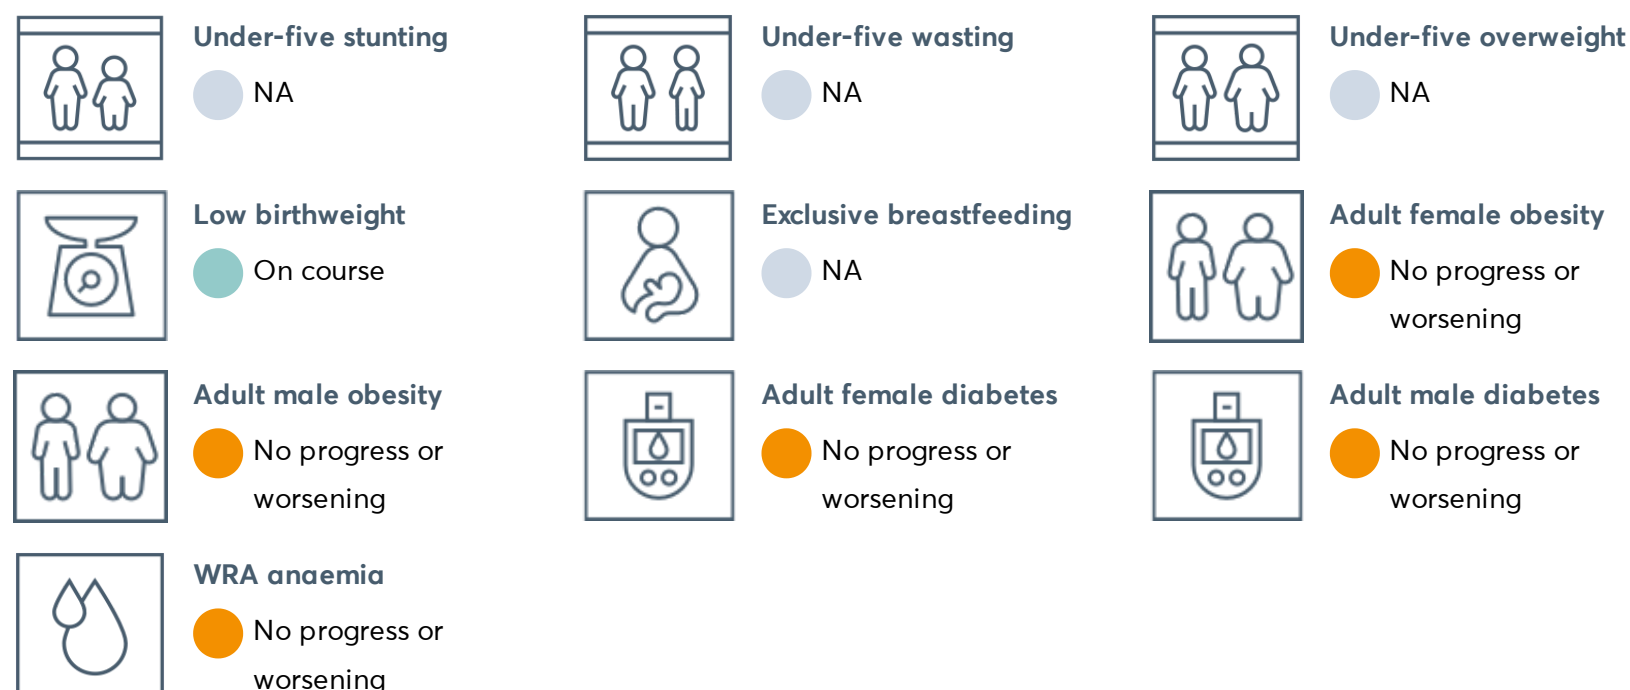 Under-five stunting
NA
Under-five wasting
NA
Under-five overweight
NA
Low birthweight
On course
Exclusive breastfeeding
NA
Adult female obesity
No progress or
worsening
Adult male obesity
No progress or
worsening
Adult female diabetes
No progress or
worsening
Adult male diabetes
No progress or
worsening
WRA anaemia
No progress or
worsening